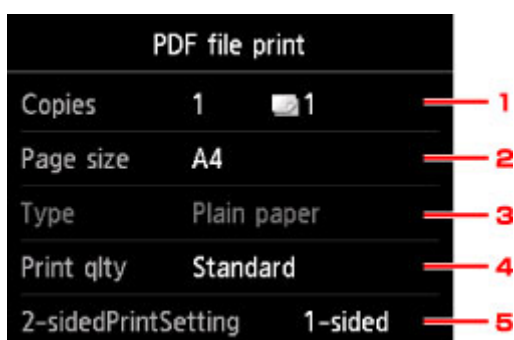 PDF file print
Copies 1 1 1
Page size A4 2
Type Plain paper 3
Print qlty Standard 4
2-sidedPrintSetting 1-sided 5